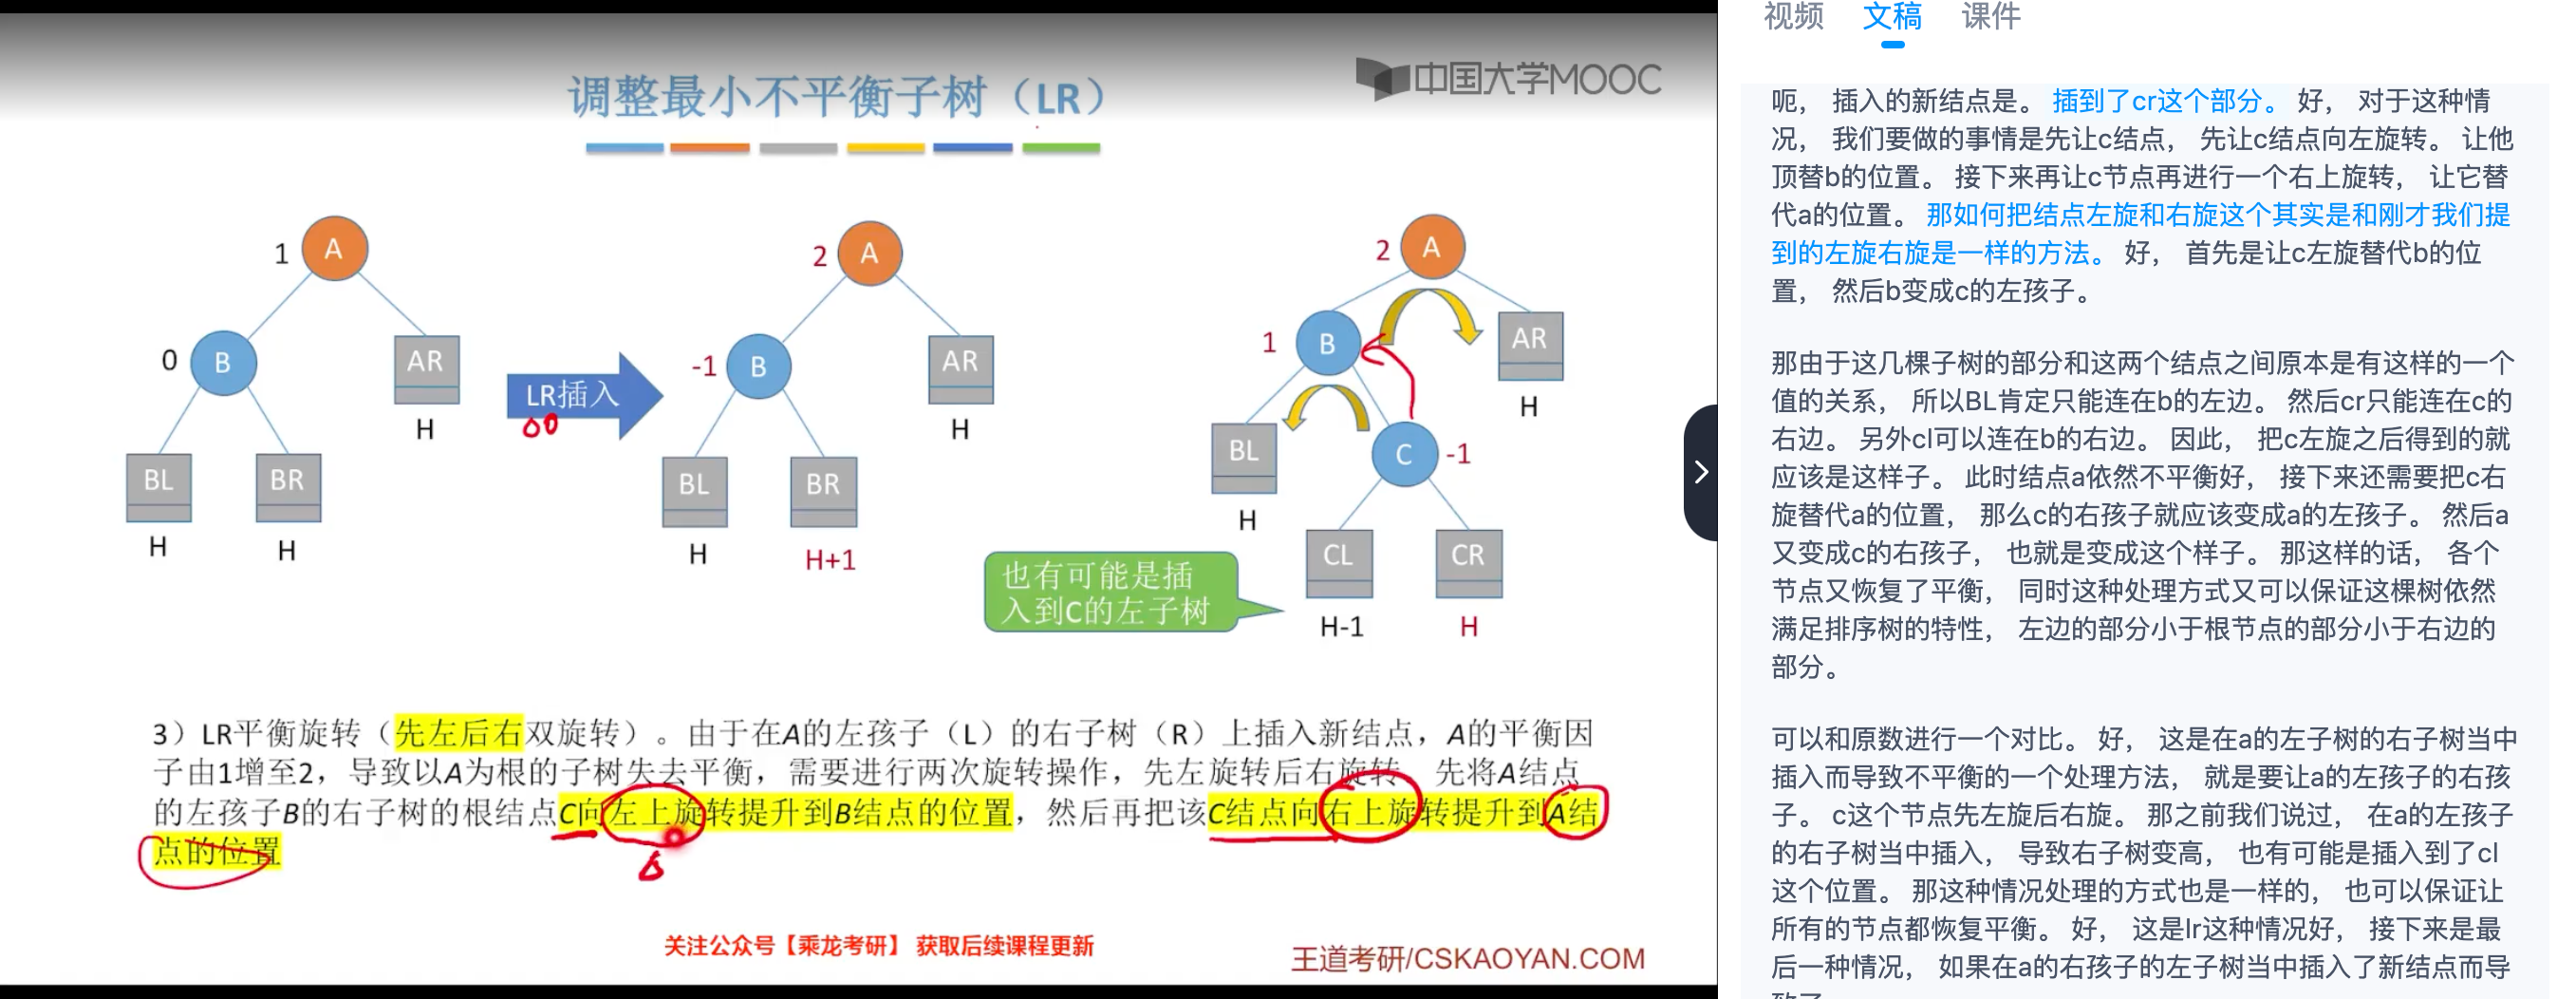 调整最小不平衡子树（LR）
中国大学MOOC
1
A
0
B
AR
H
BL
BR
H
H
LR插入
2
A
-1
B
AR
H
BL
BR
H
H+1
2
A
1
B
AR
H
BL
H
C
-1
CL
CR
H-1
H
也有可能是插
入到C的左子树
3）LR平衡旋转（先左后右双旋转）。由于在A的左孩子（L）的右子树（R）上插入新结点，A的平衡因
子由1增至2，导致以A为根的子树失去平衡，需要进行两次旋转操作，先左旋转后右旋转 先将A结点
的左孩子B的右子树的根结点C向左上旋转提升到B结点的位置，然后再把该C结点向右上旋转提升到A结
点的位置
关注公众号【乘龙考研】 获取后续课程更新
王道考研/CSKAOYAN.COM
视频 文稿 课件
呃， 插入的新结点是。 插到了cr这个部分。 好， 对于这种情
况， 我们要做的事情是先让c结点， 先让c结点向左旋转。 让他
顶替b的位置。 接下来再让c节点再进行一个右上旋转， 让它替
代a的位置。 那如何把结点左旋和右旋这个其实是和刚才我们提
到的左旋右旋是一样的方法。 好， 首先是让c左旋替代b的位
置， 然后b变成c的左孩子。
那由于这几棵子树的部分和这两个结点之间原本是有这样的一个
值的关系， 所以BL肯定只能连在b的左边。 然后cr只能连在c的
右边。 另外cl可以连在b的右边。 因此， 把c左旋之后得到的就
应该是这样子。 此时结点a依然不平衡好， 接下来还需要把c右
旋替代a的位置， 那么c的右孩子就应该变成a的左孩子。 然后a
又变成c的右孩子， 也就是变成这个样子。 那这样的话， 各个
节点又恢复了平衡， 同时这种处理方式又可以保证这棵树依然
满足排序树的特性， 左边的部分小于根节点的部分小于右边的
部分。
可以和原数进行一个对比。 好， 这是在a的左子树的右子树当中
插入而导致不平衡的一个处理方法， 就是要让a的左孩子的右孩
子。 c这个节点先左旋后右旋。 那之前我们说过， 在a的左孩子
的右子树当中插入， 导致右子树变高， 也有可能是插入到了cl
这个位置。 那这种情况处理的方式也是一样的， 也可以保证让
所有的节点都恢复平衡。 好， 这是lr这种情况好， 接下来是最
后一种情况， 如果在a的右孩子的左子树当中插入了新结点而导